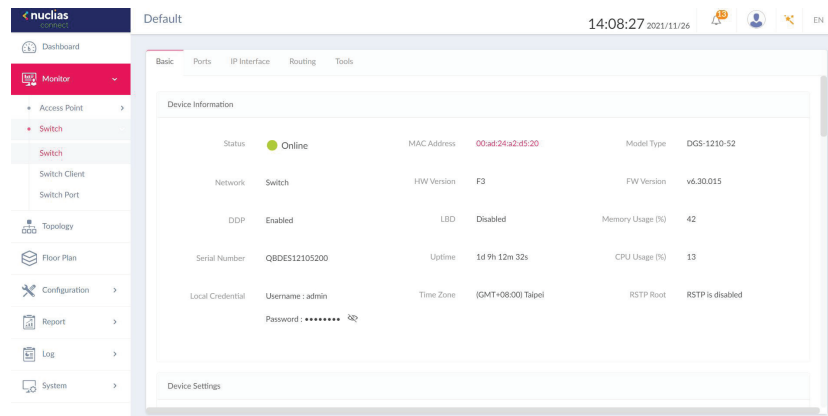 nuclias
connect
Default
14:08:27 2021/11/26
13
EN
Dashboard
Monitor
Access Point
Switch
Switch
Switch Client
Switch Port
Topology
Floor Plan
Configuration
Report
Log
System
Basic Ports IP Interface Routing Tools
Device Information
Status Online MAC Address 00:ad:24:a2:d5:20 Model Type DGS-1210-52
Network Switch HW Version F3 FW Version v6.30.015
DDP Enabled LBD Disabled Memory Usage (%) 42
Serial Number QBDES12105200 Uptime 1d 9h 12m 32s CPU Usage (%) 13
Local Credential Username : admin Time Zone (GMT+08:00) Taipei RSTP Root RSTP is disabled
Password : ••••••••
Device Settings